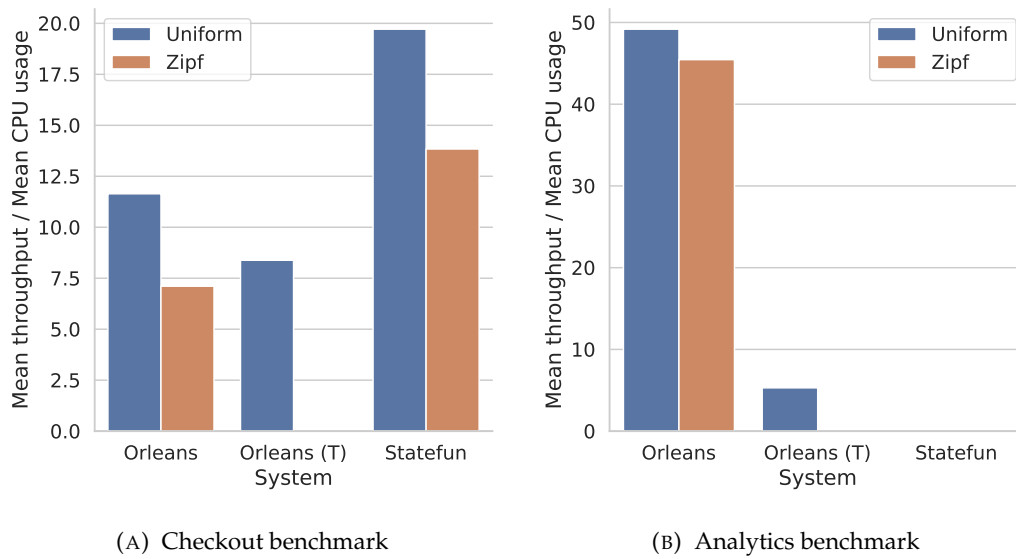 Mean throughput / Mean CPU usage
20.0
17.5
15.0
12.5
10.0
7.5
5.0
2.5
0.0
Uniform
Zipf
Orleans
Orleans (T)
Statefun
System
(A) Checkout benchmark
Mean throughput / Mean CPU usage
50
40
30
20
10
0
Uniform
Zipf
Orleans
Orleans (T)
Statefun
System
(B) Analytics benchmark